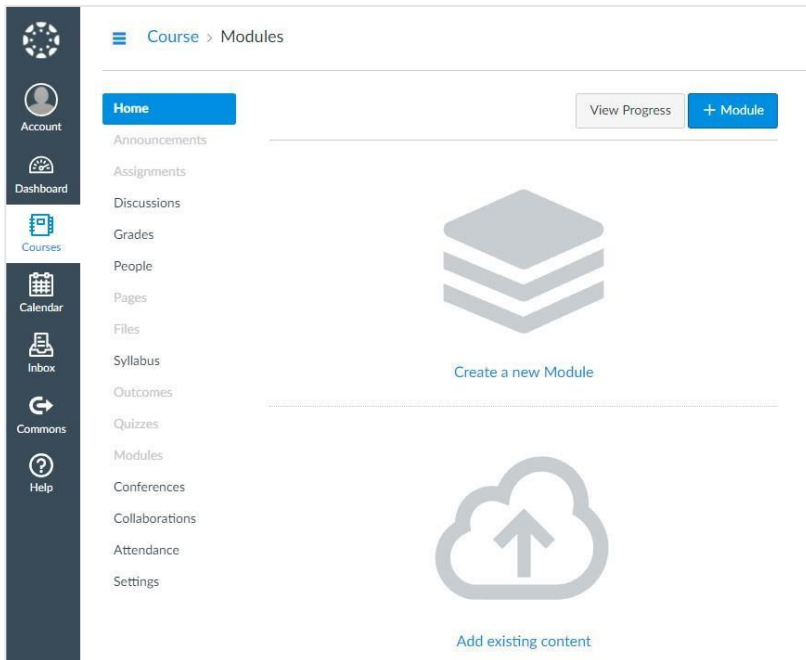 Course > Modules
Account
Dashboard
Courses
Calendar
Inbox
Commons
Help
Home
Announcements
Assignments
Discussions
Grades
People
Pages
Files
Syllabus
Outcomes
Quizzes
Modules
Conferences
Collaborations
Attendance
Settings
View Progress
+ Module
Create a new Module
Add existing content